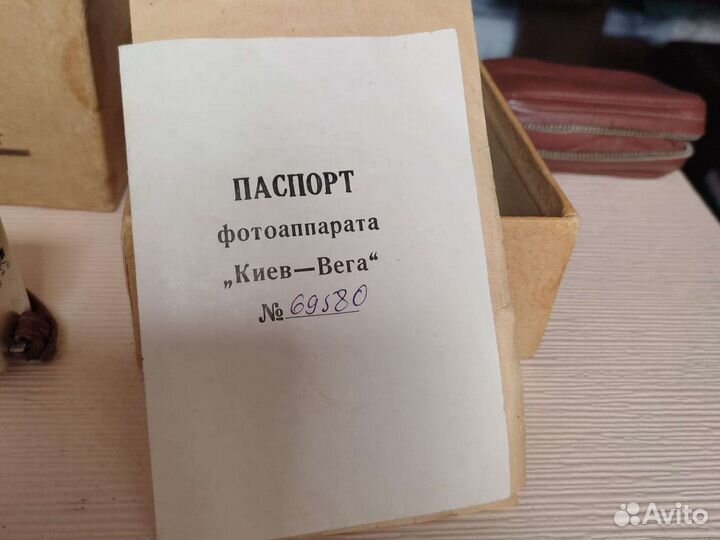 ПАСПОРТ
фотоаппарата
„Киев—Вега“
№ 69580
Avito